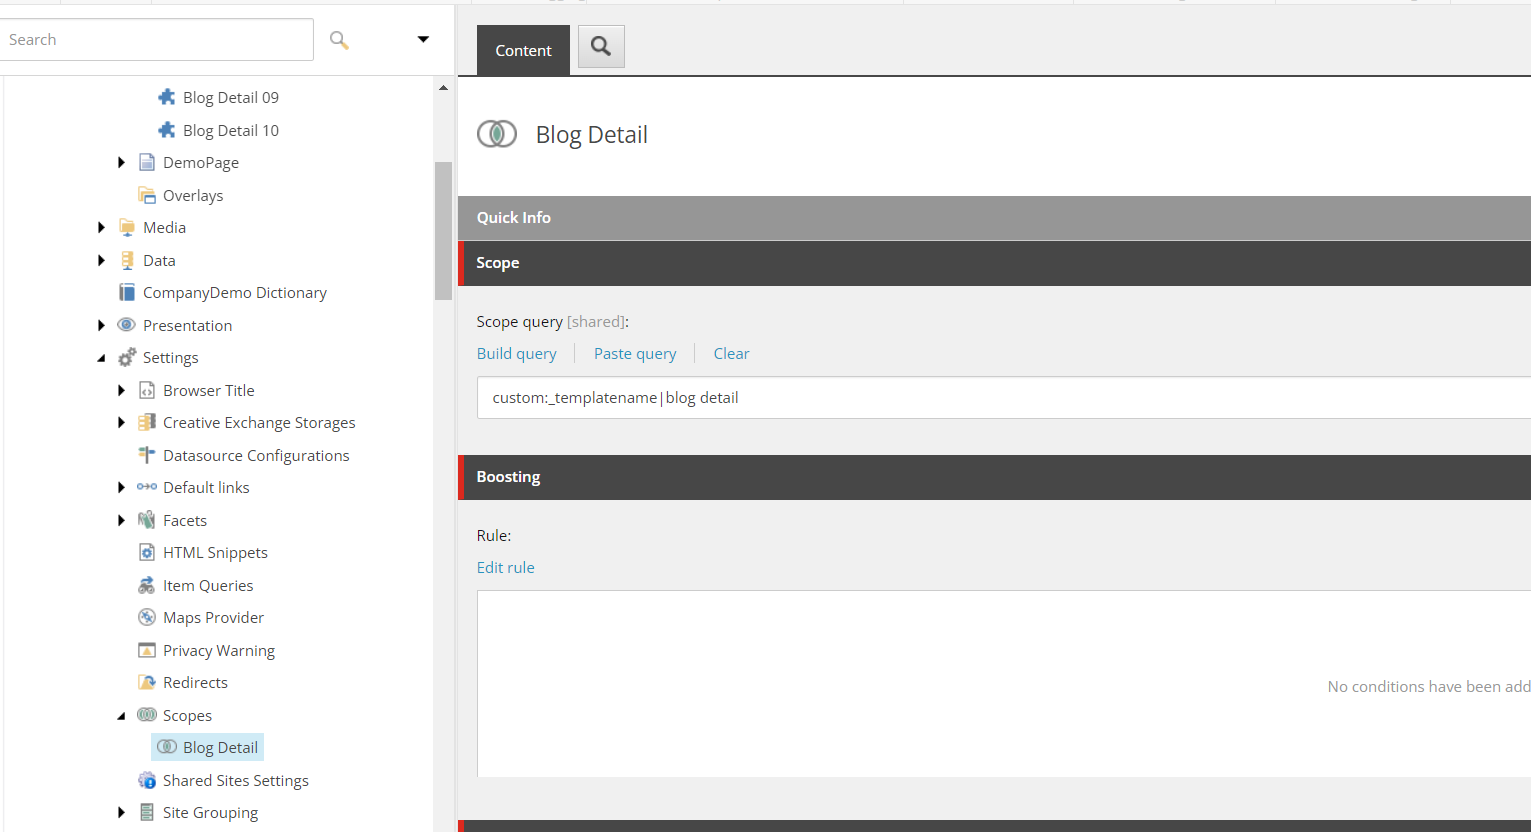 Search
Blog Detail 09
Blog Detail 10
DemoPage
Overlays
Media
Data
CompanyDemo Dictionary
Presentation
Settings
Browser Title
Creative Exchange Storages
Datasource Configurations
Default links
Facets
HTML Snippets
Item Queries
Maps Provider
Privacy Warning
Redirects
Scopes
Blog Detail
Shared Sites Settings
Site Grouping
Content
Blog Detail
Quick Info
Scope
Scope query [shared]:
Build query
Paste query
Clear
custom:_templatename|blog detail
Boosting
Rule:
Edit rule
No conditions have been add